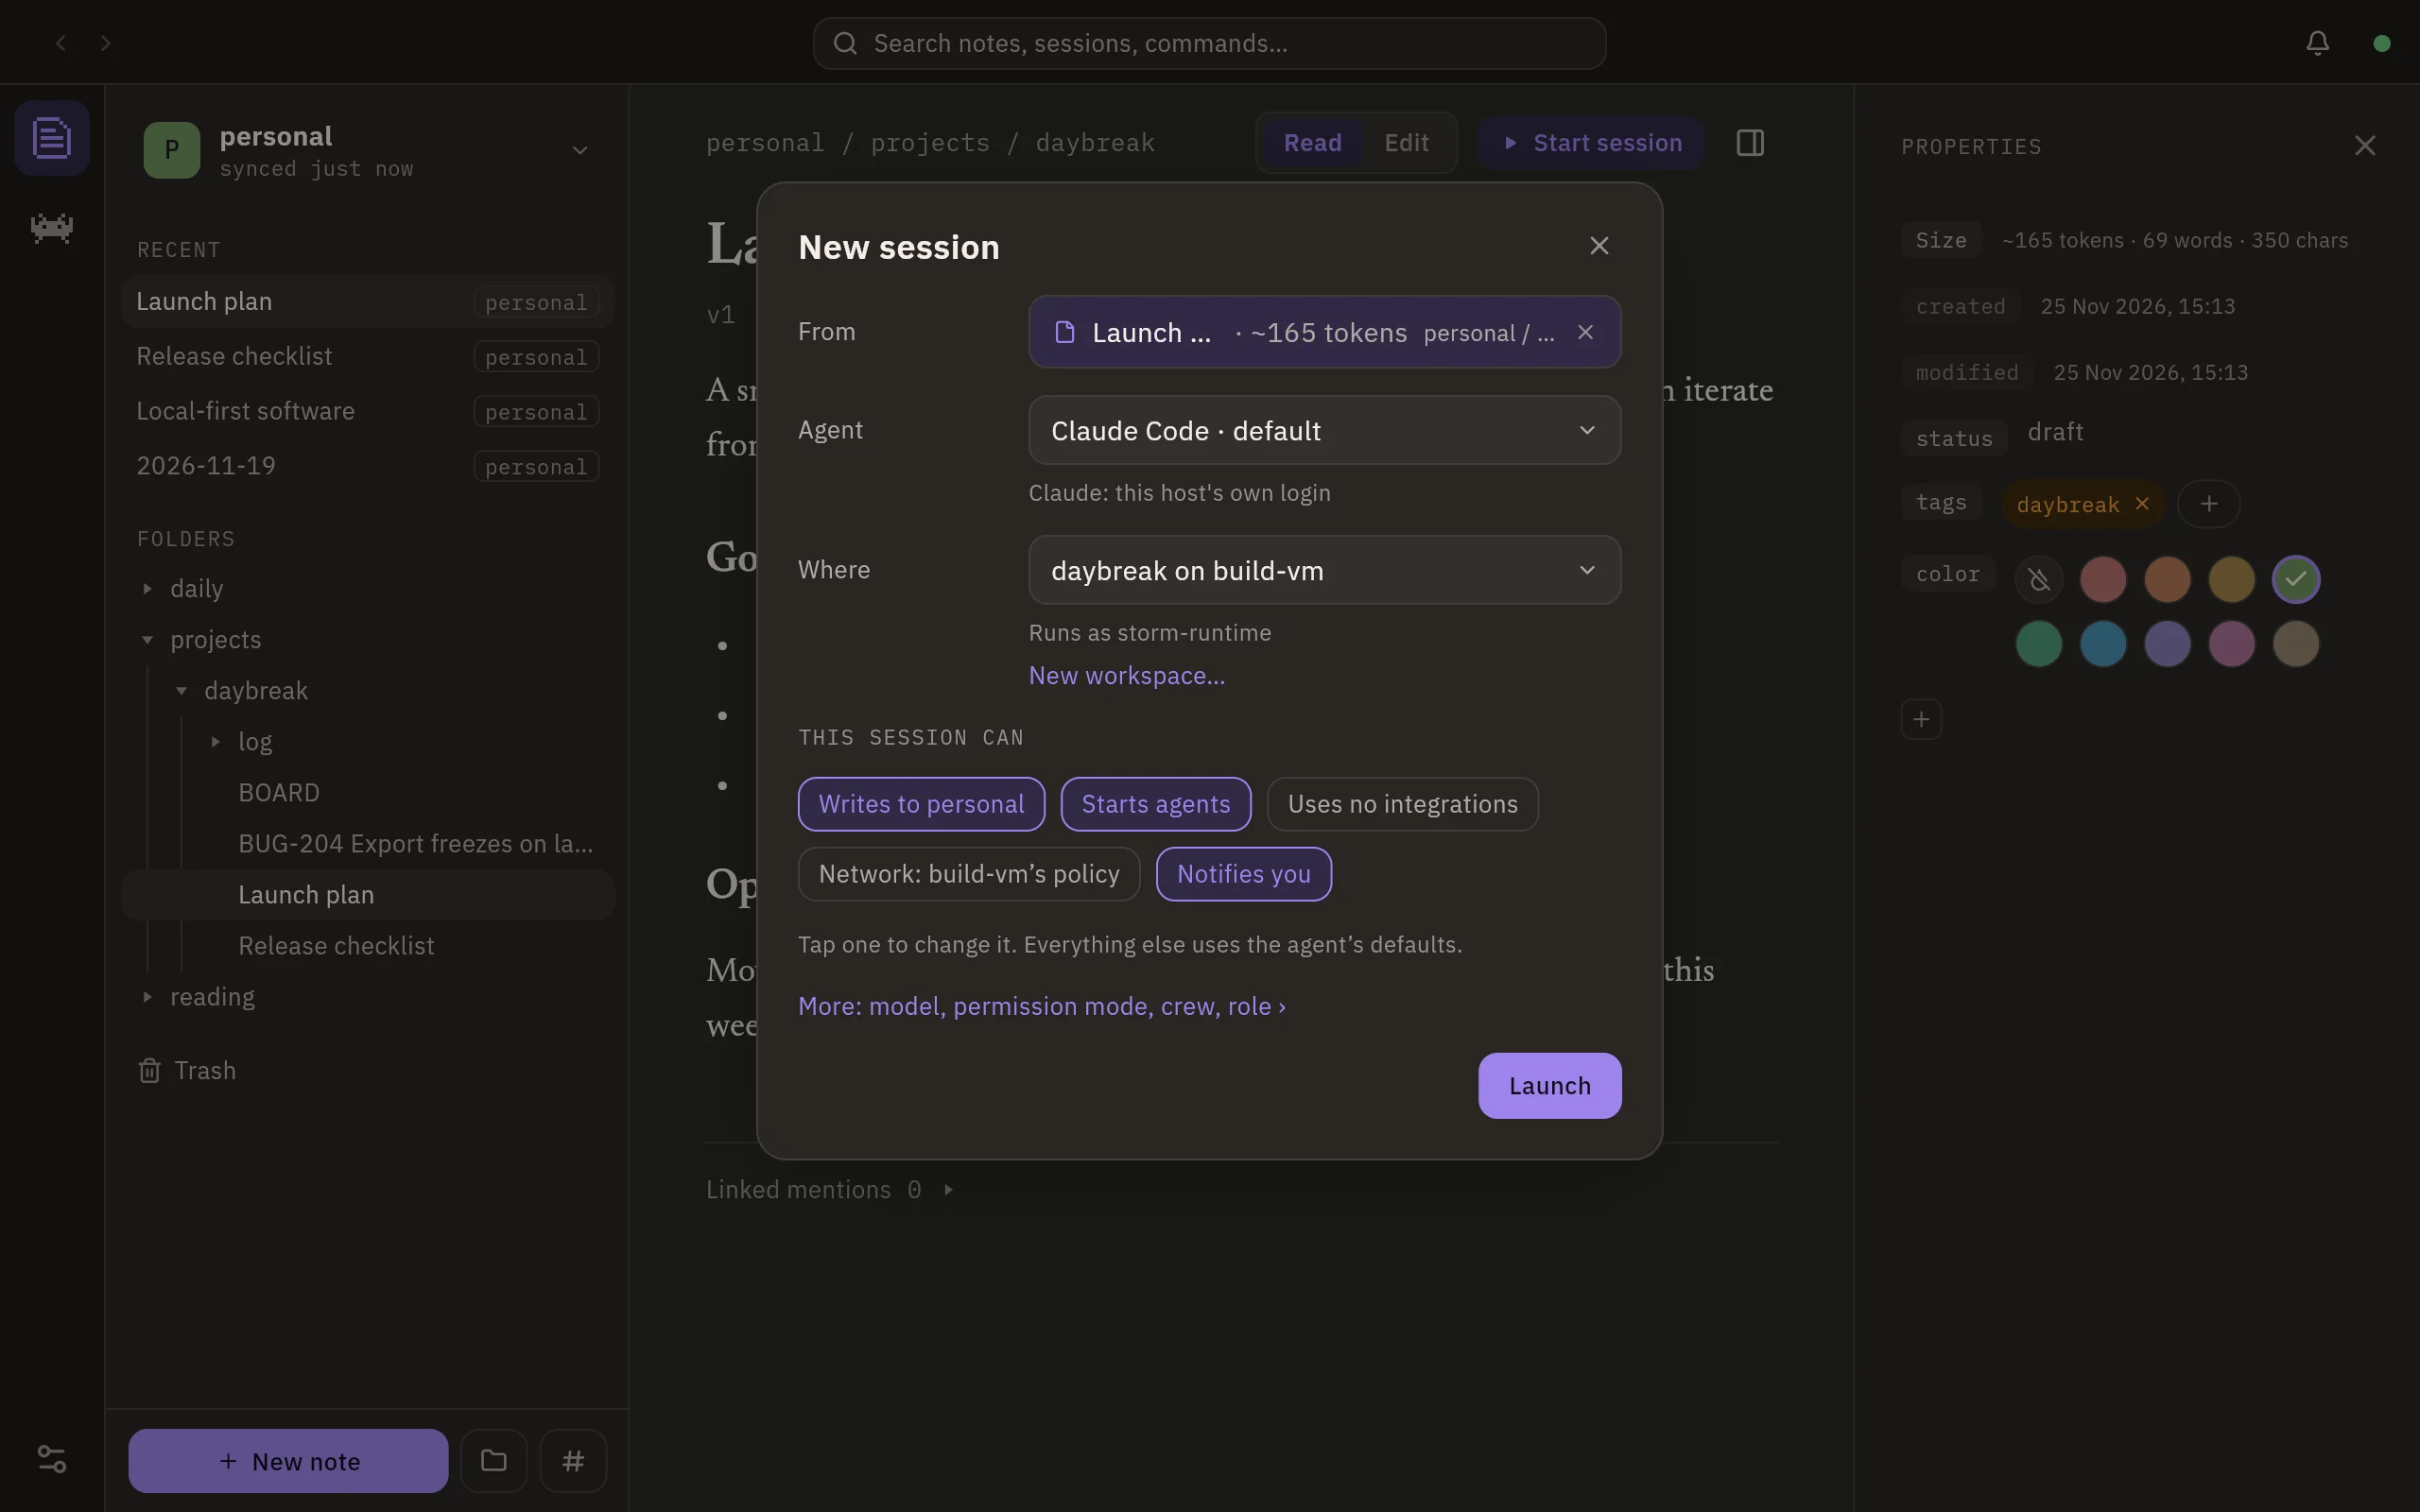 Search notes, sessions, commands...
P
personal
synced just now
RECENT
Launch plan personal
Release checklist personal
Local-first software personal
2026-11-19 personal
FOLDERS
daily
projects
daybreak
log
BOARD
BUG-204 Export freezes on la...
Launch plan
Release checklist
reading
Trash
+ New note
personal / projects / daybreak
Read Edit
Start session
v1
iterate
this
Linked mentions 0
New session
From
Launch ... · ~165 tokens personal / ...
Agent
Claude Code · default
Claude: this host's own login
Where
daybreak on build-vm
Runs as storm-runtime
New workspace...
THIS SESSION CAN
Writes to personal
Starts agents
Uses no integrations
Network: build-vm’s policy
Notifies you
Tap one to change it. Everything else uses the agent’s defaults.
More: model, permission mode, crew, role ›
Launch
PROPERTIES
Size ~165 tokens · 69 words · 350 chars
created 25 Nov 2026, 15:13
modified 25 Nov 2026, 15:13
status draft
tags daybreak
color